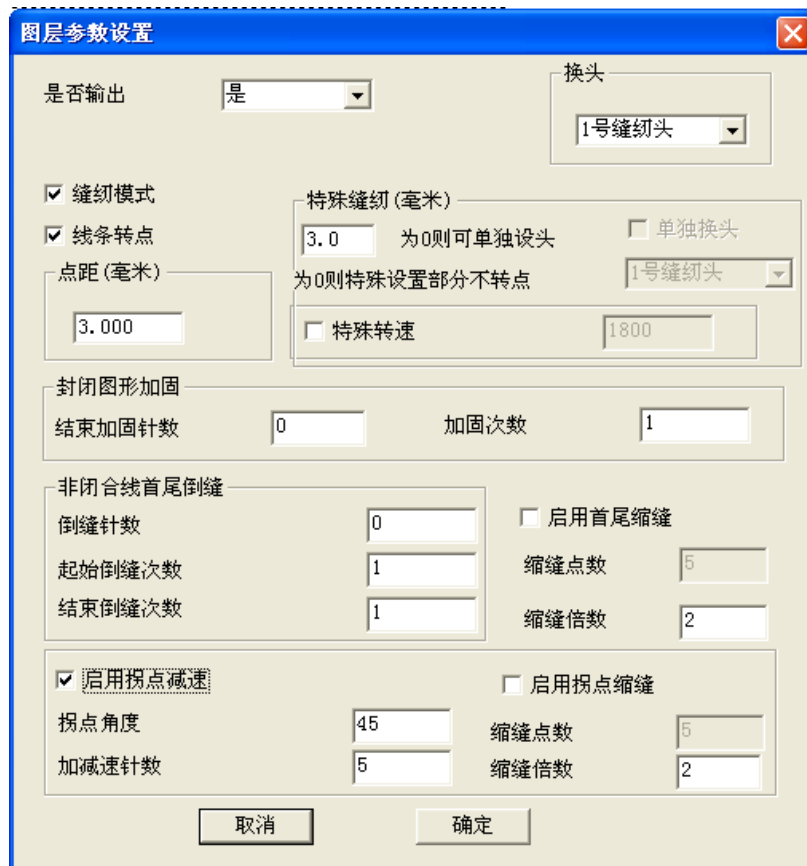 图层参数设置
是否输出 是
换头
1号缝纫头
缝纫模式
线条转点
点距(毫米)
3.000
特殊缝纫(毫米)
3.0 为0则可单独设头 单独换头
为0则特殊设置部分不转点 1号缝纫头
特殊转速 1800
封闭图形加固
结束加固针数 0 加固次数 1
非闭合线首尾倒缝
倒缝针数 0
起始倒缝次数 1
结束倒缝次数 1
启用首尾缩缝
缩缝点数 5
缩缝倍数 2
启用拐点减速
拐点角度 45
加减速针数 5
启用拐点缩缝
缩缝点数 5
缩缝倍数 2
取消 确定